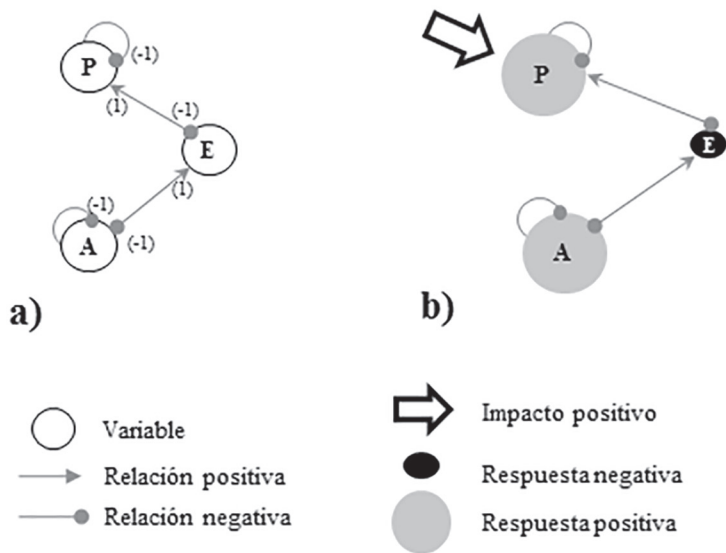 P
(-1)
(1)
(-1)
E
(1)
(-1)
A
(-1)
a)
P
E
A
b)
Variable
Relación positiva
Relación negativa
Impacto positivo
Respuesta negativa
Respuesta positiva